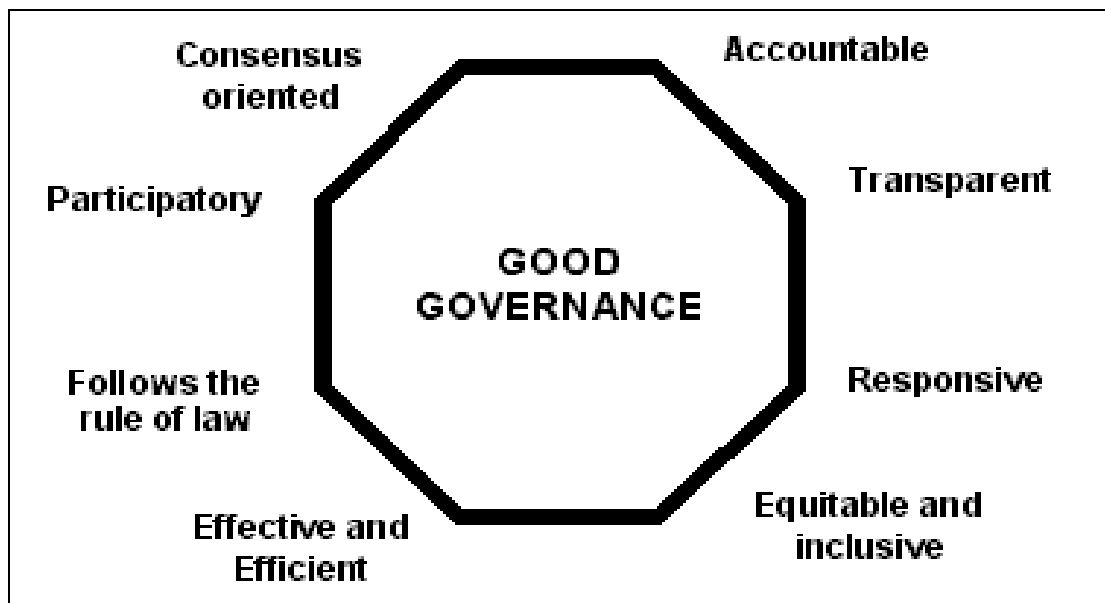 Consensus
oriented
Accountable
Participatory
Transparent
GOOD
GOVERNANCE
Follows the
rule of law
Responsive
Effective and
Efficient
Equitable and
inclusive